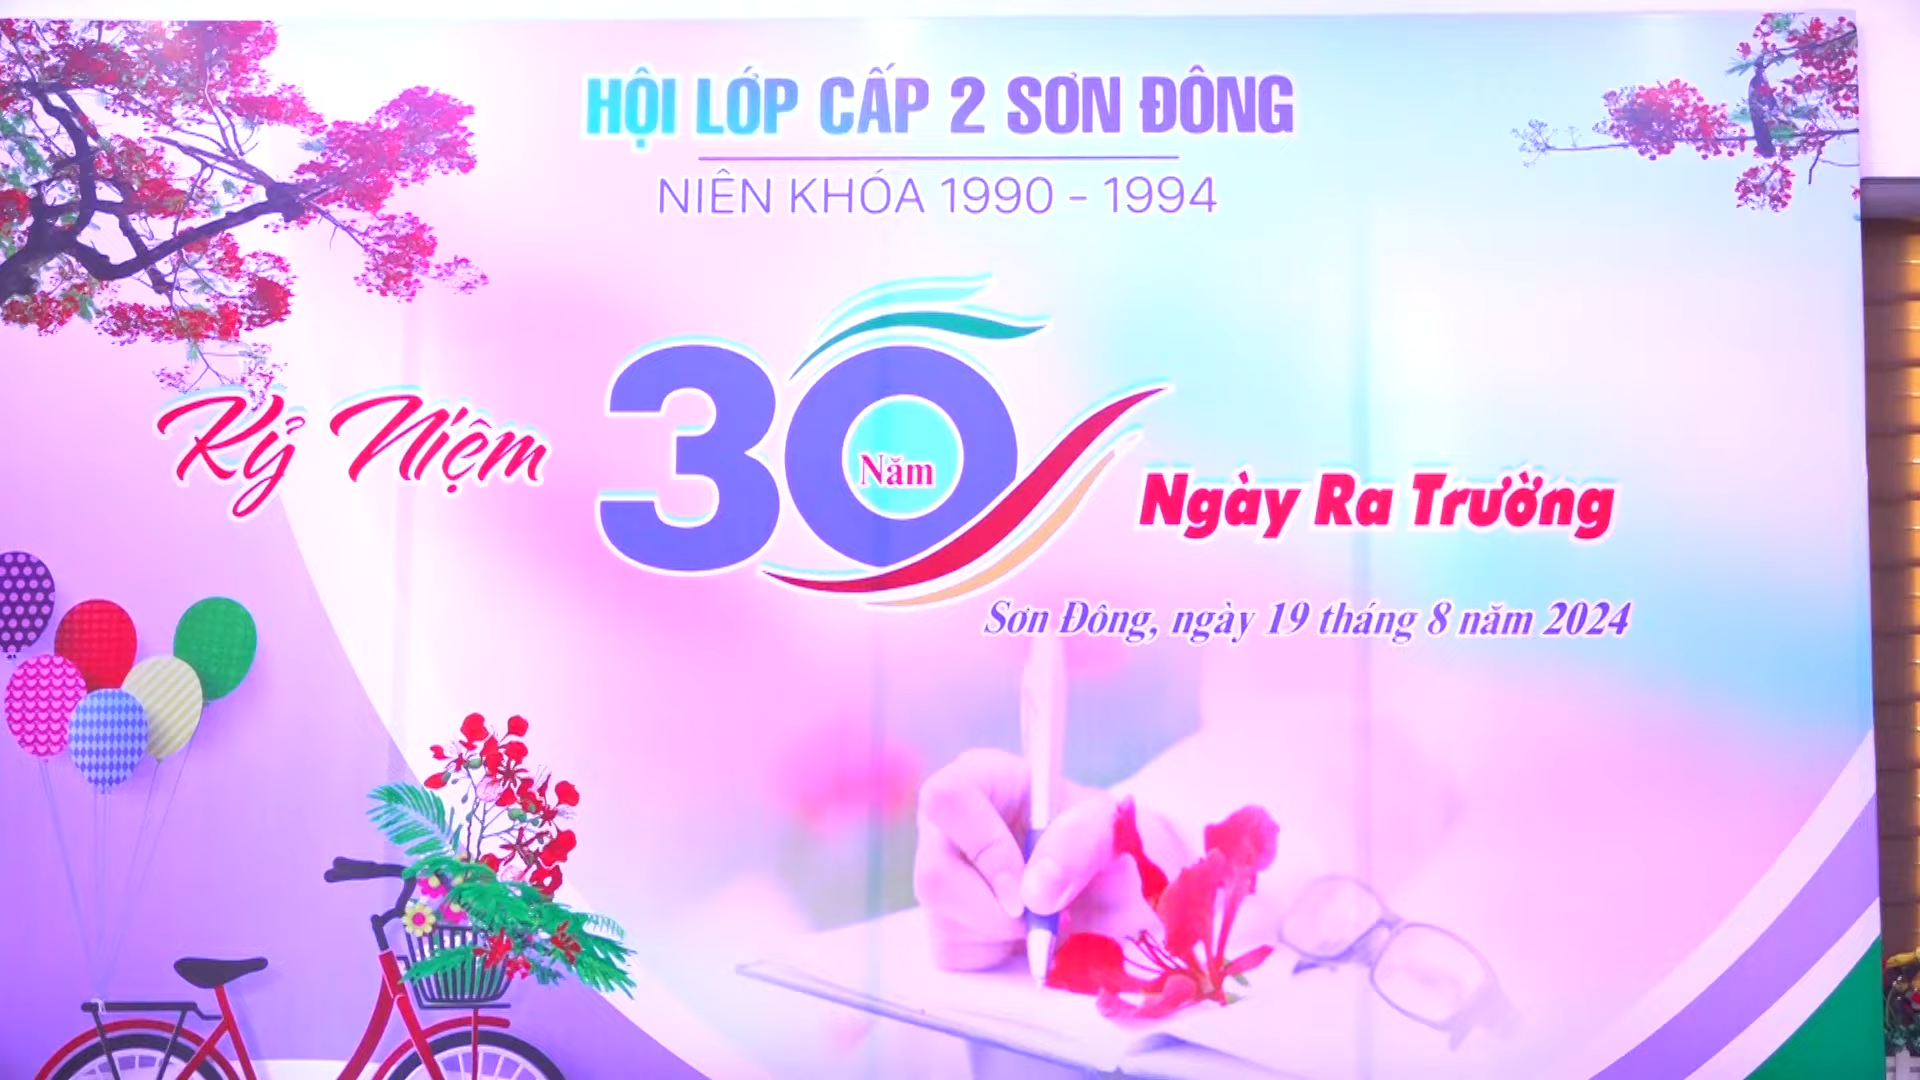 HỘI LỚP CẤP 2 SƠN ĐÔNG
NIÊN KHÓA 1990 - 1994
Kỷ Niệm 30 Năm Ngày Ra Trường
Sơn Đông, ngày 19 tháng 8 năm 2024